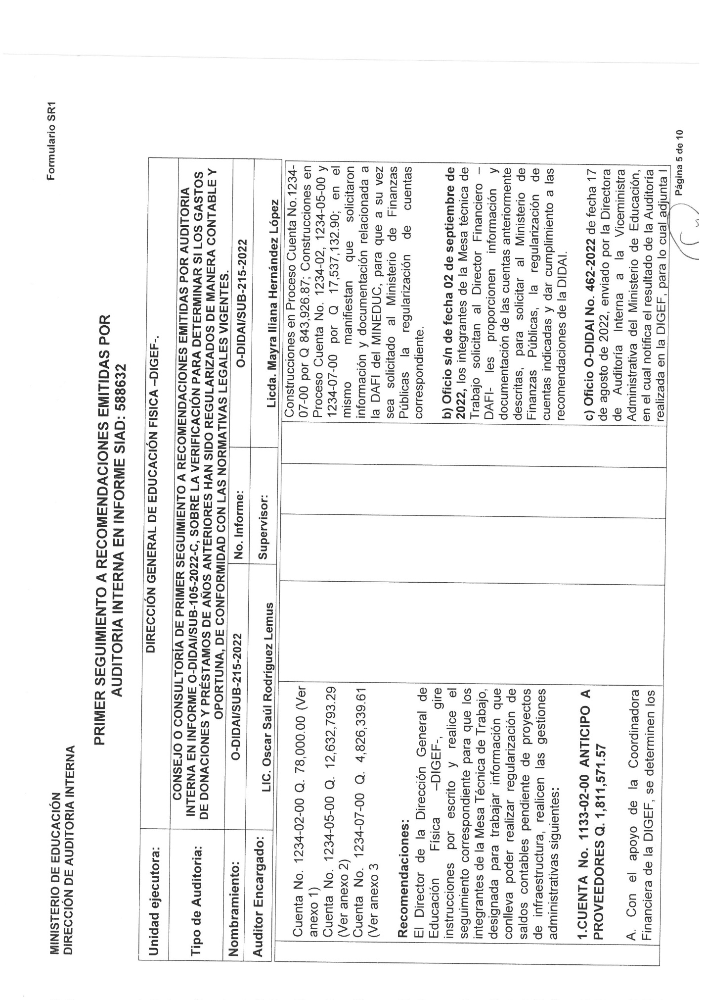 MINISTERIO DE EDUCACIÓN
DIRECCIÓN DE AUDITORIA INTERNA
Formulario SR1
PRIMER SEGUIMIENTO A RECOMENDACIONES EMITIDAS POR
AUDITORIA INTERNA EN INFORME SIAD: 588632
Unidad ejecutora:
DIRECCIÓN GENERAL DE EDUCACIÓN FISICA –DIGEF-.
Tipo de Auditoria:
CONSEJO O CONSULTORÍA DE PRIMER SEGUIMIENTO A RECOMENDACIONES EMITIDAS POR AUDITORIA
INTERNA EN INFORME O-DIDAI/SUB-105-2022-C, SOBRE LA VERIFICACIÓN PARA DETERMINAR SI LOS GASTOS
DE DONACIONES Y PRÉSTAMOS DE AÑOS ANTERIORES HAN SIDO REGULARIZADOS DE MANERA CONTABLE Y
OPORTUNA, DE CONFORMIDAD CON LAS NORMATIVAS LEGALES VIGENTES.
Nombramiento:
O-DIDAI/SUB-215-2022
No. Informe:
O-DIDAI/SUB-215-2022
Auditor Encargado:
LIC. Oscar Saúl Rodríguez Lemus
Supervisor:
Licda. Mayra Iliana Hernández López
Cuenta No. 1234-02-00 Q. 78,000.00 (Ver
anexo 1)
Cuenta No. 1234-05-00 Q. 12,632,793.29
(Ver anexo 2)
Cuenta No. 1234-07-00 Q. 4,826,339.61
(Ver anexo 3
Recomendaciones:
El Director de la Dirección General de
Educación Física –DIGEF-, gire
instrucciones por escrito y realice el
seguimiento correspondiente para que los
integrantes de la Mesa Técnica de Trabajo,
designada para trabajar información que
conlleva poder realizar regularización de
saldos contables pendiente de proyectos
de infraestructura, realicen las gestiones
administrativas siguientes:
1.CUENTA No. 1133-02-00 ANTICIPO A
PROVEEDORES Q. 1,811,571.57
A. Con el apoyo de la Coordinadora
Financiera de la DIGEF, se determinen los
Construcciones en Proceso Cuenta No.1234-
07-00 por Q 843,926.87; Construcciones en
Proceso Cuenta No. 1234-02, 1234-05-00 y
1234-07-00 por Q 17,537,132.90; en el
mismo manifiestan que solicitaron
información y documentación relacionada a
la DAFI del MINEDUC, para que a su vez
sea solicitado al Ministerio de Finanzas
Públicas la regularización de cuentas
correspondiente.
b) Oficio s/n de fecha 02 de septiembre de
2022, los integrantes de la Mesa técnica de
Trabajo solicitan al Director Financiero –
DAFI- les proporcionen información y
documentación de las cuentas anteriormente
descritas, para solicitar al Ministerio de
Finanzas Públicas, la regularización de
cuentas indicadas y dar cumplimiento a las
recomendaciones de la DIDAI.
c) Oficio O-DIDAI No. 462-2022 de fecha 17
de agosto de 2022, enviado por la Directora
de Auditoría Interna a la Viceministra
Administrativa del Ministerio de Educación,
en el cual notifica el resultado de la Auditoría
realizada en la DIGEF, para lo cual adjunta l
Página 5 de 10